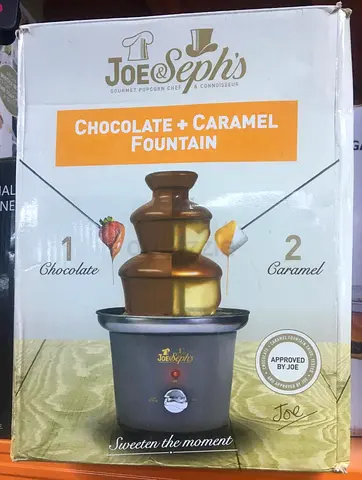 JOE & Seph's
GOURMET POPCORN CHEF & CONNOISSEUR
CHOCOLATE + CARAMEL
FOUNTAIN
1
Chocolate
2
Caramel
JOE & Seph's
APPROVED
BY JOE
Joe
Sweeten the moment